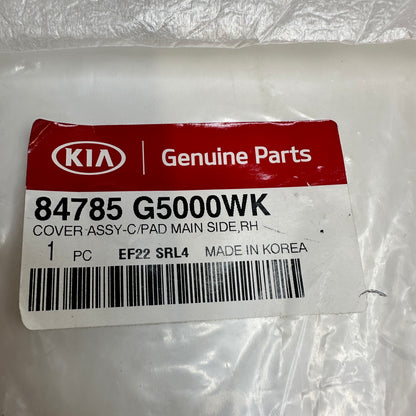 KIA Genuine Parts
84785 G5000WK
COVER ASSY-C/PAD MAIN SIDE,RH
1 PC EF22 SRL4 MADE IN KOREA